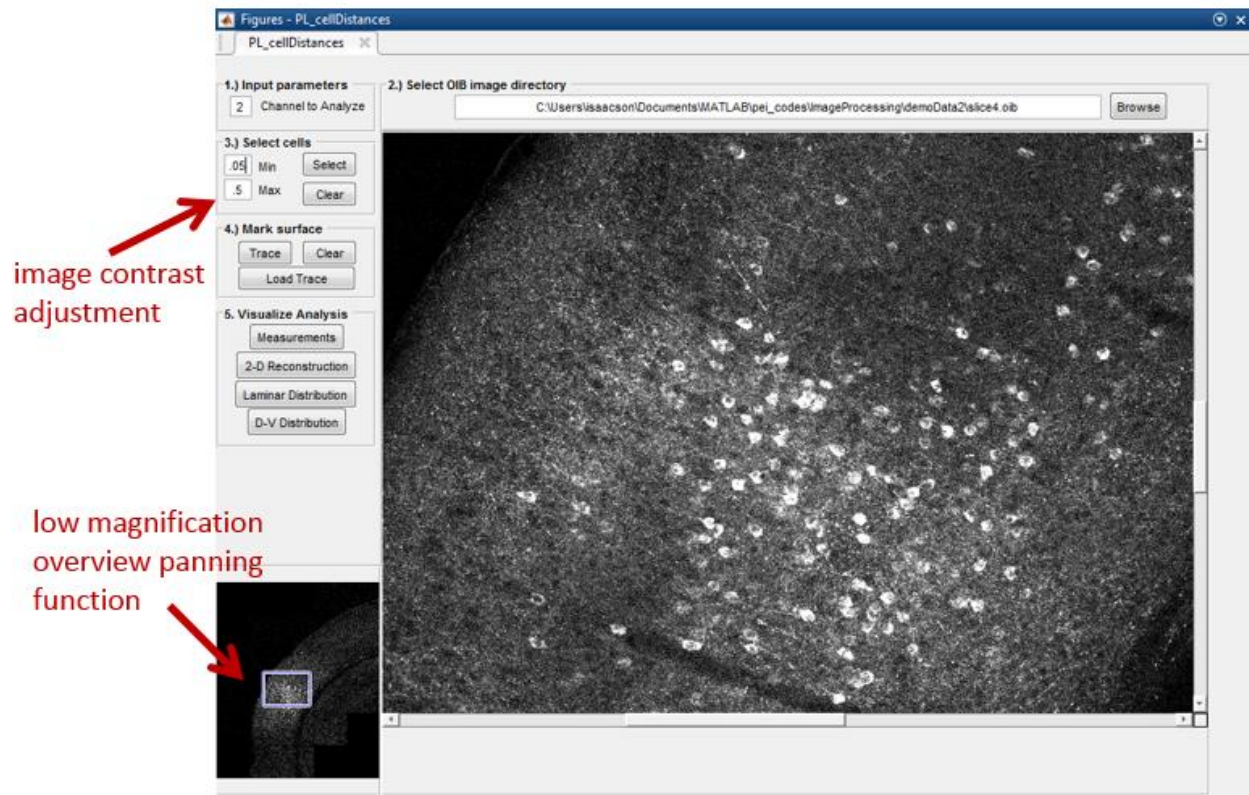 Figures - PL_cellDistances
PL_cellDistances
1.) Input parameters
2 Channel to Analyze
2.) Select OIB image directory
C:\Users\isaacson\Documents\MATLAB\pei_codes\ImageProcessing\demoData2\slice4.oib Browse
3.) Select cells
.05 Min Select
.5 Max Clear
4.) Mark surface
Trace Clear
Load Trace
5. Visualize Analysis
Measurements
2-D Reconstruction
Laminar Distribution
D-V Distribution
image contrast
adjustment
low magnification
overview panning
function